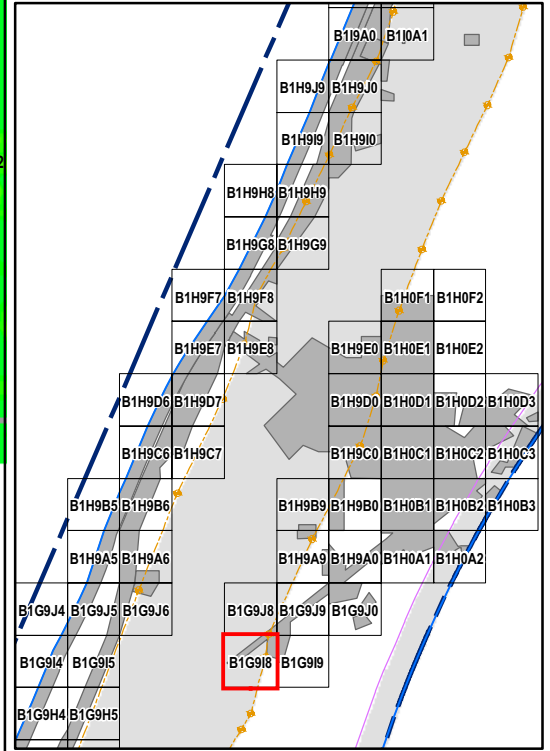 B1I9A0 B1I0A1
B1H9J9 B1H9J0
B1H9I9 B1H9I0
B1H9H8 B1H9H9
B1H9G8 B1H9G9
B1H9F7 B1H9F8 B1H0F1 B1H0F2
B1H9E7 B1H9E8 B1H9E0 B1H0E1 B1H0E2
B1H9D6 B1H9D7 B1H9D0 B1H0D1 B1H0D2 B1H0D3
B1H9C6 B1H9C7 B1H9C0 B1H0C1 B1H0C2 B1H0C3
B1H9B5 B1H9B6 B1H9B9 B1H9B0 B1H0B1 B1H0B2 B1H0B3
B1H9A5 B1H9A6 B1H9A9 B1H9A0 B1H0A1 B1H0A2
B1G9J4 B1G9J5 B1G9J6 B1G9J8 B1G9J9 B1G9J0
B1G9I4 B1G9I5 B1G9I8 B1G9I9
B1G9H4 B1G9H5